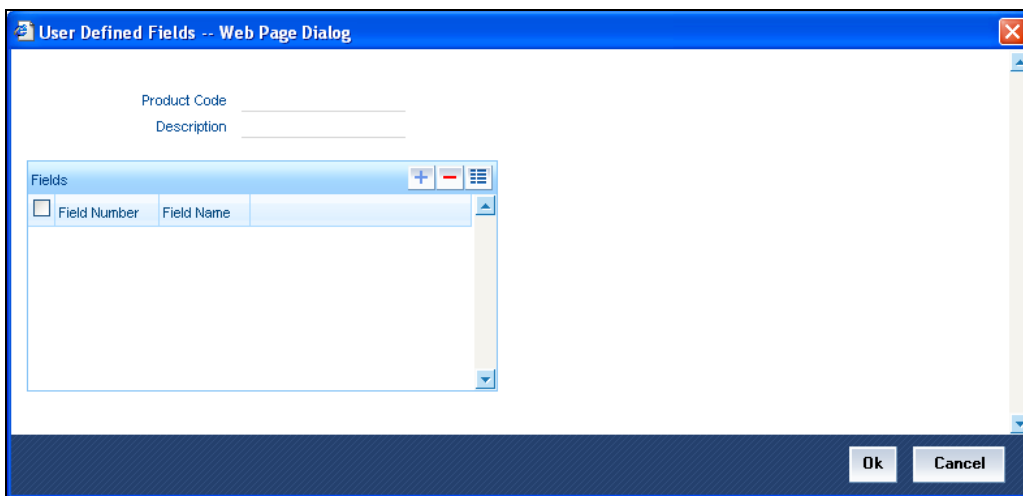 User Defined Fields -- Web Page Dialog
Product Code
Description
Fields
Field Number Field Name
Ok Cancel